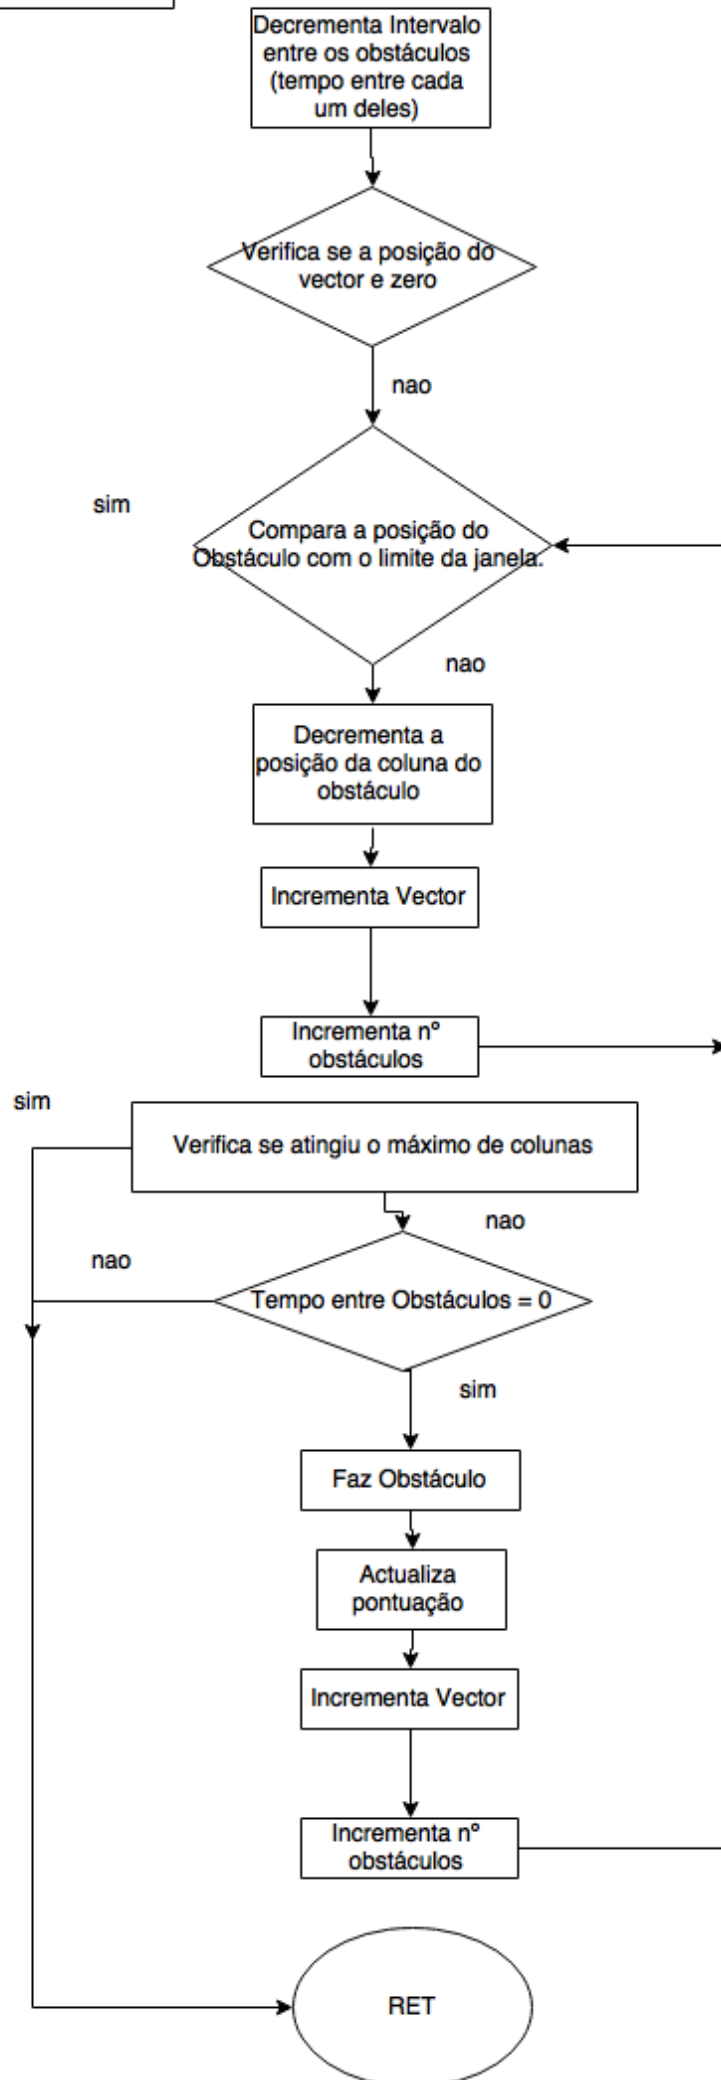 Decrementa Intervalo
entre os obstáculos
(tempo entre cada
um deles)
Verifica se a posição do
vector e zero
nao
sim
Compara a posição do
Obstáculo com o limite da janela.
nao
Decrementa a
posição da coluna do
obstáculo
Incrementa Vector
Incrementa nº
obstáculos
sim
Verifica se atingiu o máximo de colunas
nao
nao
Tempo entre Obstáculos = 0
sim
Faz Obstáculo
Actualiza
pontuação
Incrementa Vector
Incrementa nº
obstáculos
RET